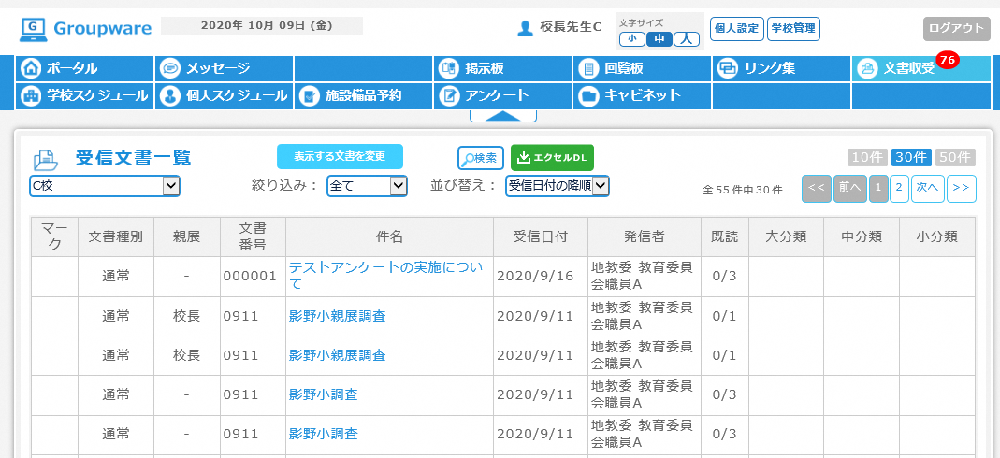 G Groupware 2020年 10月 09日 (金) 校長先生C 文字サイズ 小 中 大 個人設定 学校管理 ログアウト
ポータル メッセージ 掲示板 回覧板 リンク集 文書収受 76
学校スケジュール 個人スケジュール 施設備品予約 アンケート キャビネット
受信文書一覧 表示する文書を変更 検索 エクセルDL 10件 30件 50件
C校 絞り込み： 全て 並び替え： 受信日付の降順 全55件中30件 << 前へ 1 2 次へ >>
マーク 文書種別 親展 文書番号 件名 受信日付 発信者 既読 大分類 中分類 小分類
通常 - 000001 テストアンケートの実施について 2020/9/16 地教委 教育委員会職員A 0/3
通常 校長 0911 影野小親展調査 2020/9/11 地教委 教育委員会職員A 0/1
通常 校長 0911 影野小親展調査 2020/9/11 地教委 教育委員会職員A 0/1
通常 - 0911 影野小調査 2020/9/11 地教委 教育委員会職員A 0/3
通常 - 0911 影野小調査 2020/9/11 地教委 教育委員会職員A 0/3